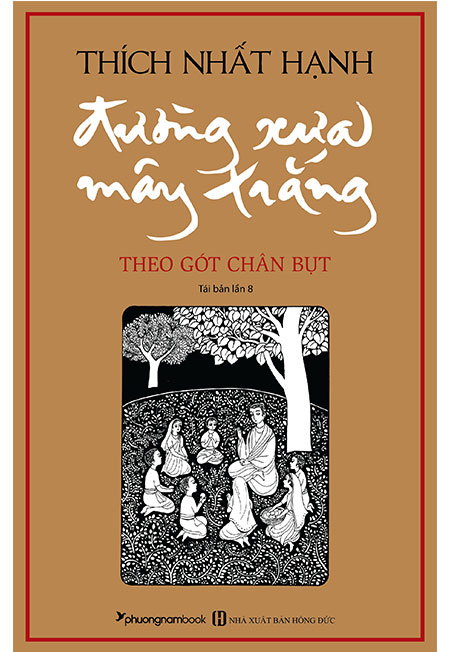 THÍCH NHẤT HẠNH
đường xưa
mây trắng
THEO GÓT CHÂN BỤT
Tái bản lần 8
phuongnambook NHÀ XUẤT BẢN HỒNG ĐỨC